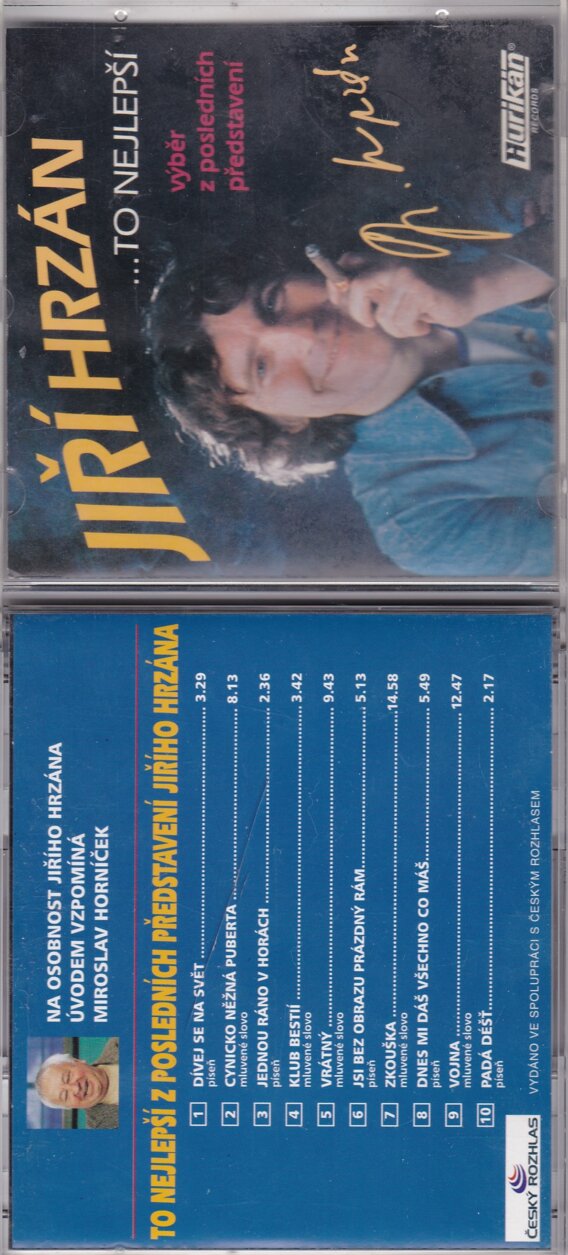 JIŘÍ HRZÁN
...TO NEJLEPŠÍ
výběr
z posledních
představení
Hurikán®
RECORDS
NA OSOBNOST JIŘÍHO HRZÁNA
ÚVODEM VZPOMÍNÁ
MIROSLAV HORNÍČEK
TO NEJLEPŠÍ Z POSLEDNÍCH PŘEDSTAVENÍ JIŘÍHO HRZÁNA
1 DÍVEJ SE NA SVĚT 3.29
píseň
2 CYNICKO NĚŽNÁ PUBERTA 8.13
mluvené slovo
3 JEDNOU RÁNO V HORÁCH 2.36
píseň
4 KLUB BESTIÍ 3.42
mluvené slovo
5 VRÁTNÝ 9.43
mluvené slovo
6 JSI BEZ OBRAZU PRÁZDNÝ RÁM 5.13
píseň
7 ZKOUŠKA 14.58
mluvené slovo
8 DNES MI DÁŠ VŠECHNO CO MÁŠ 5.49
píseň
9 VOJNA 12.47
mluvené slovo
10 PADÁ DEŠŤ 2.17
píseň
ČESKÝ ROZHLAS
VYDÁNO VE SPOLUPRÁCI S ČESKÝM ROZHLASEM